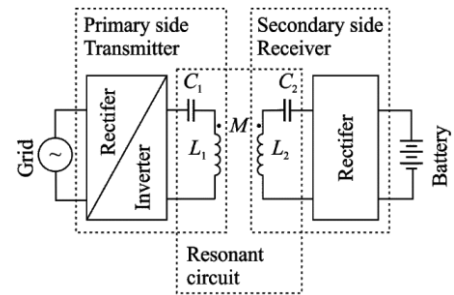 Primary side
Transmitter
Secondary side
Receiver
C1
C2
M
L1
L2
Grid
~
Rectifer
Inverter
Rectifer
Battery
Resonant
circuit